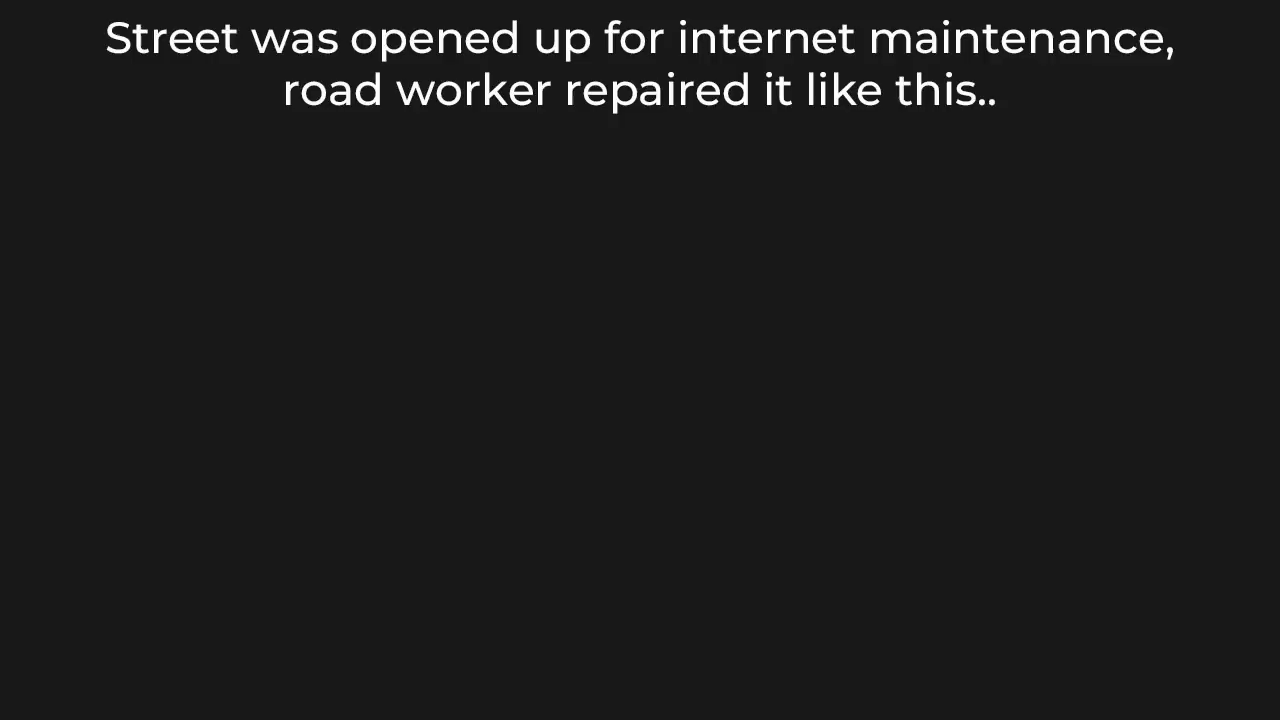 Street was opened up for internet maintenance,
road worker repaired it like this..